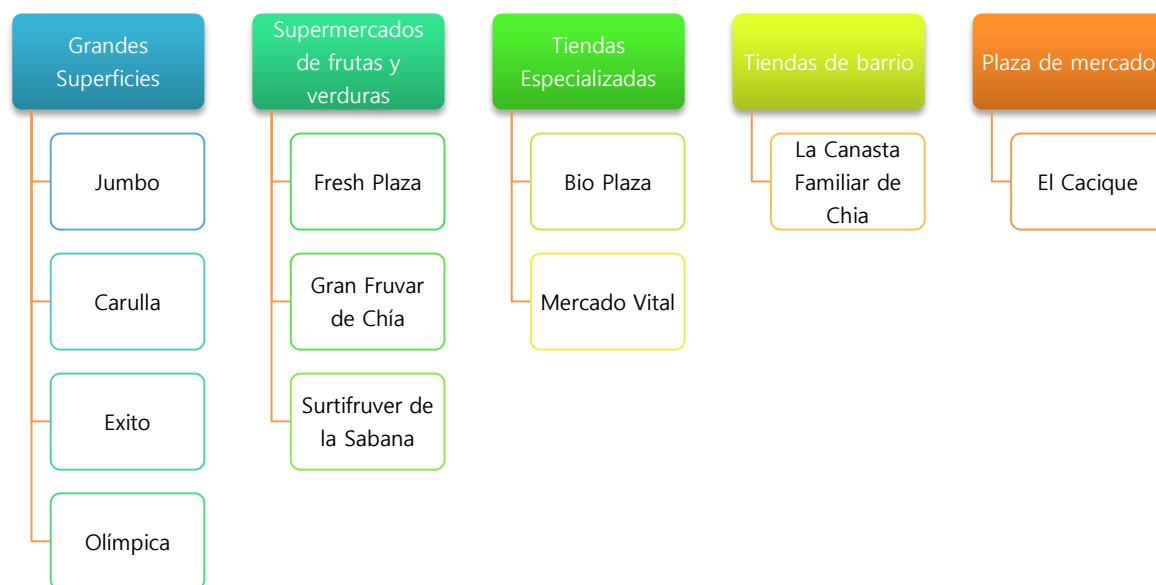 Grandes
Superficies
Jumbo
Carulla
Exito
Olímpica
Supermercados
de frutas y
verduras
Fresh Plaza
Gran Fruvar
de Chía
Surtifruver de
la Sabana
Tiendas
Especializadas
Bio Plaza
Mercado Vital
Tiendas de barrio
La Canasta
Familiar de
Chia
Plaza de mercado
El Cacique